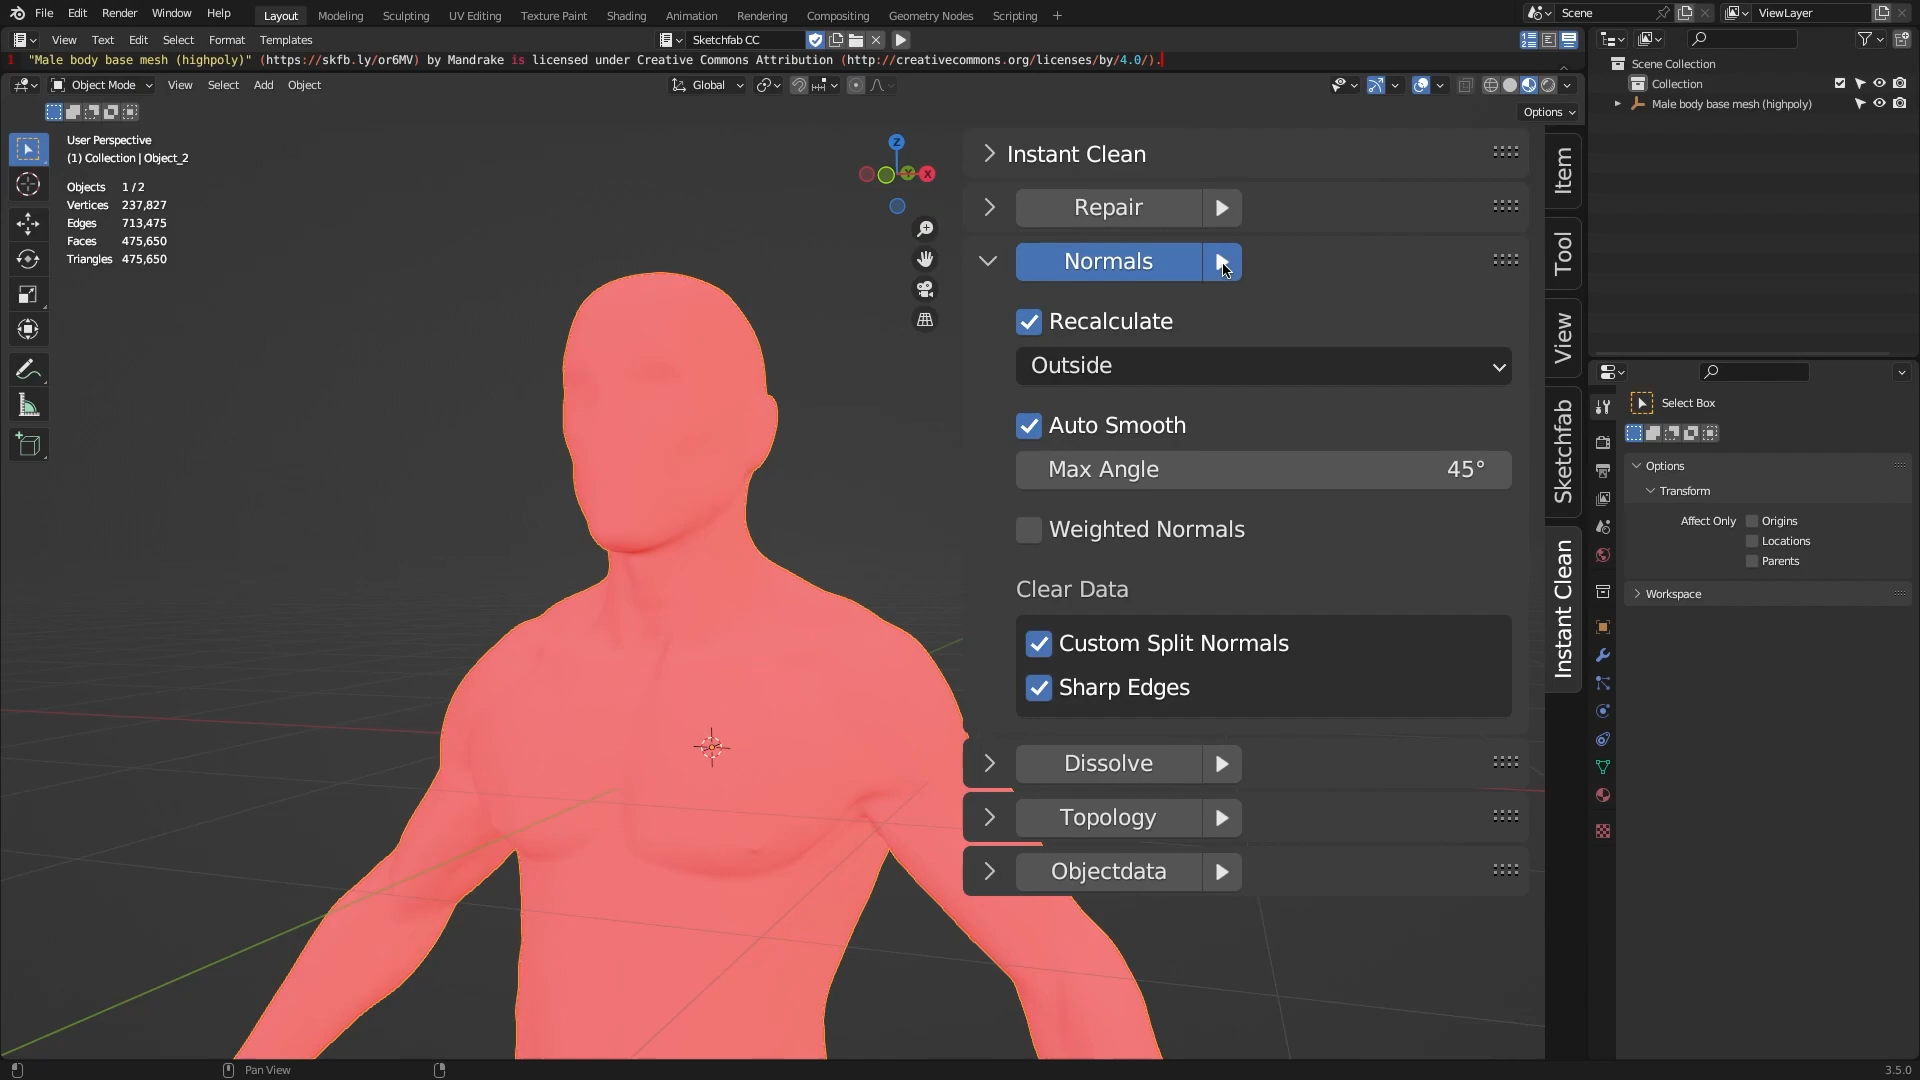 File Edit Render Window Help Layout Modeling Sculpting UV Editing Texture Paint Shading Animation Rendering Compositing Geometry Nodes Scripting + Scene ViewLayer
View Text Edit Select Format Templates Sketchfab CC
1 "Male body base mesh (highpoly)" (https://skfb.ly/or6MV) by Mandrake is licensed under Creative Commons Attribution (http://creativecommons.org/licenses/by/4.0/).
Object Mode View Select Add Object Global
Options
User Perspective
(1) Collection | Object_2
Objects 1/2
Vertices 237,827
Edges 713,475
Faces 475,650
Triangles 475,650
Z
Y
X
Instant Clean
Repair
Normals
Recalculate
Outside
Auto Smooth
Max Angle 45°
Weighted Normals
Clear Data
Custom Split Normals
Sharp Edges
Dissolve
Topology
Objectdata
Item
Tool
View
Sketchfab
Instant Clean
Scene Collection
Collection
Male body base mesh (highpoly)
Select Box
Options
Transform
Affect Only Origins
Locations
Parents
Workspace
Pan View
3.5.0